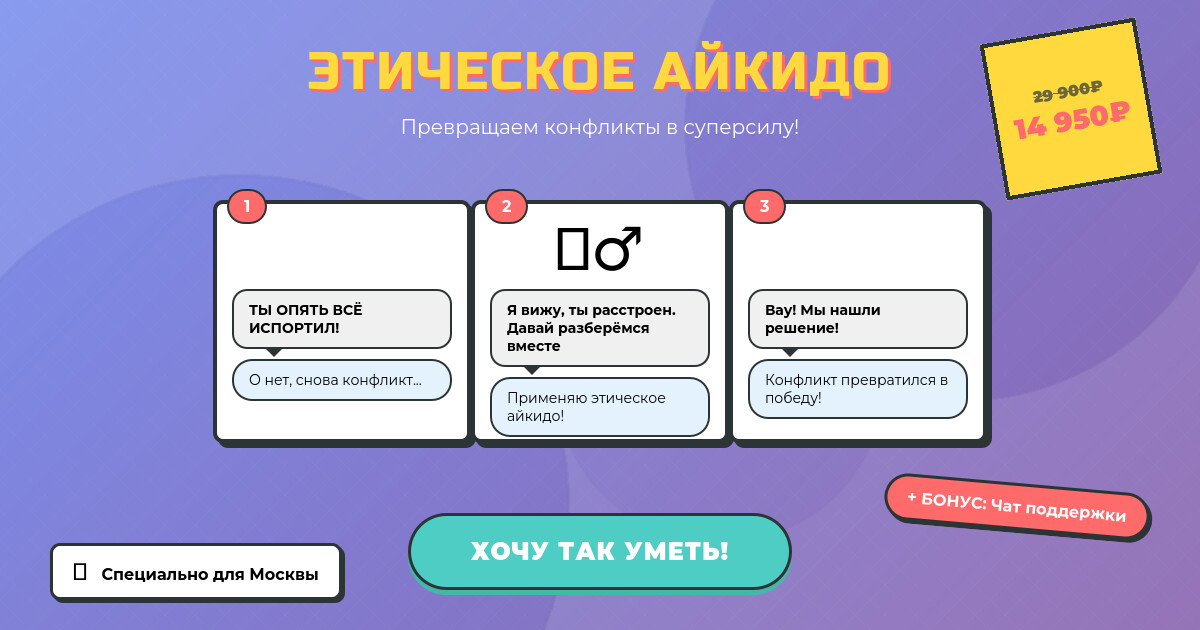 ЭТИЧЕСКОЕ АЙКИДО
Превращаем конфликты в суперсилу!
29 900₽
14 950₽
1
ТЫ ОПЯТЬ ВСЁ
ИСПОРТИЛ!
О нет, снова конфликт...
2
Я вижу, ты расстроен.
Давай разберёмся
вместе
Применяю этическое
айкидо!
3
Вау! Мы нашли
решение!
Конфликт превратился в
победу!
+ БОНУС: Чат поддержки
ХОЧУ ТАК УМЕТЬ!
Специально для Москвы